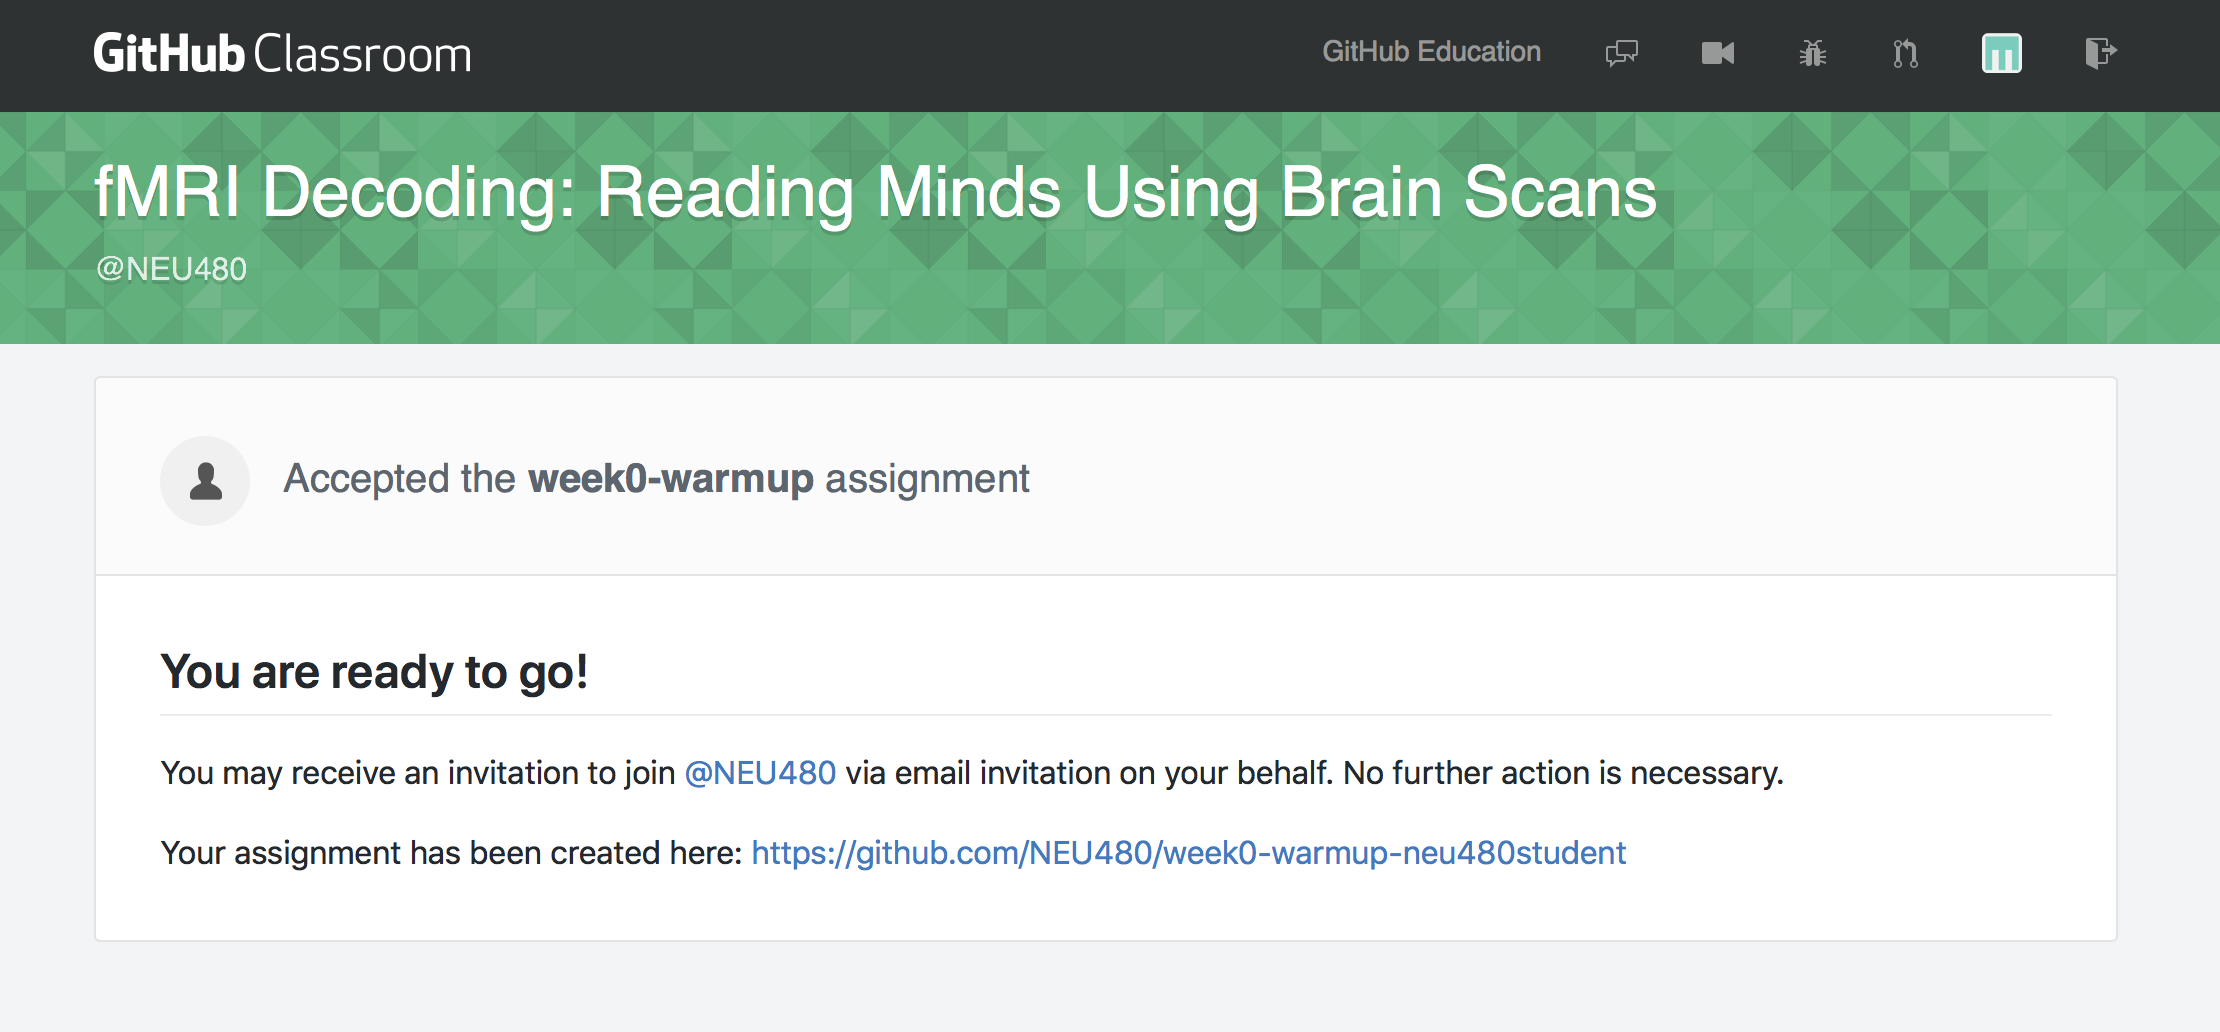 GitHub Classroom
GitHub Education
fMRI Decoding: Reading Minds Using Brain Scans
@NEU480
Accepted the week0-warmup assignment
You are ready to go!
You may receive an invitation to join @NEU480 via email invitation on your behalf. No further action is necessary.
Your assignment has been created here: https://github.com/NEU480/week0-warmup-neu480student